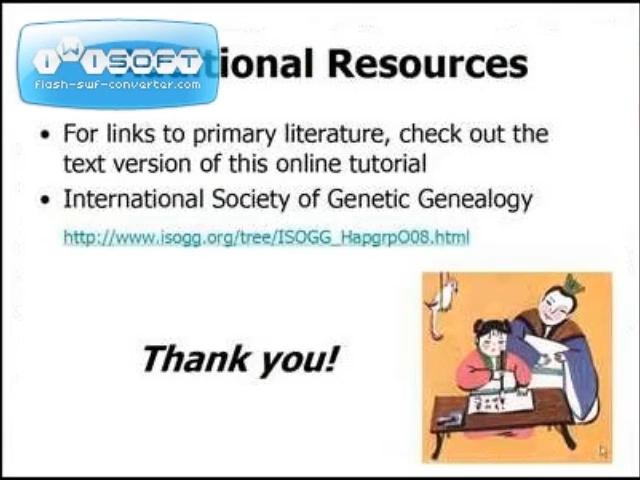 iWiSOFT
flash-swf-converter.com
Additional Resources
• For links to primary literature, check out the
text version of this online tutorial
• International Society of Genetic Genealogy
http://www.isogg.org/tree/ISOGG_HapgrpO08.html
Thank you!